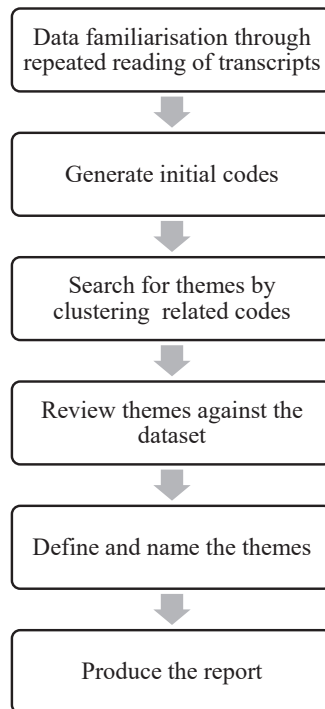 Data familiarisation through
repeated reading of transcripts
Generate initial codes
Search for themes by
clustering related codes
Review themes against the
dataset
Define and name the themes
Produce the report